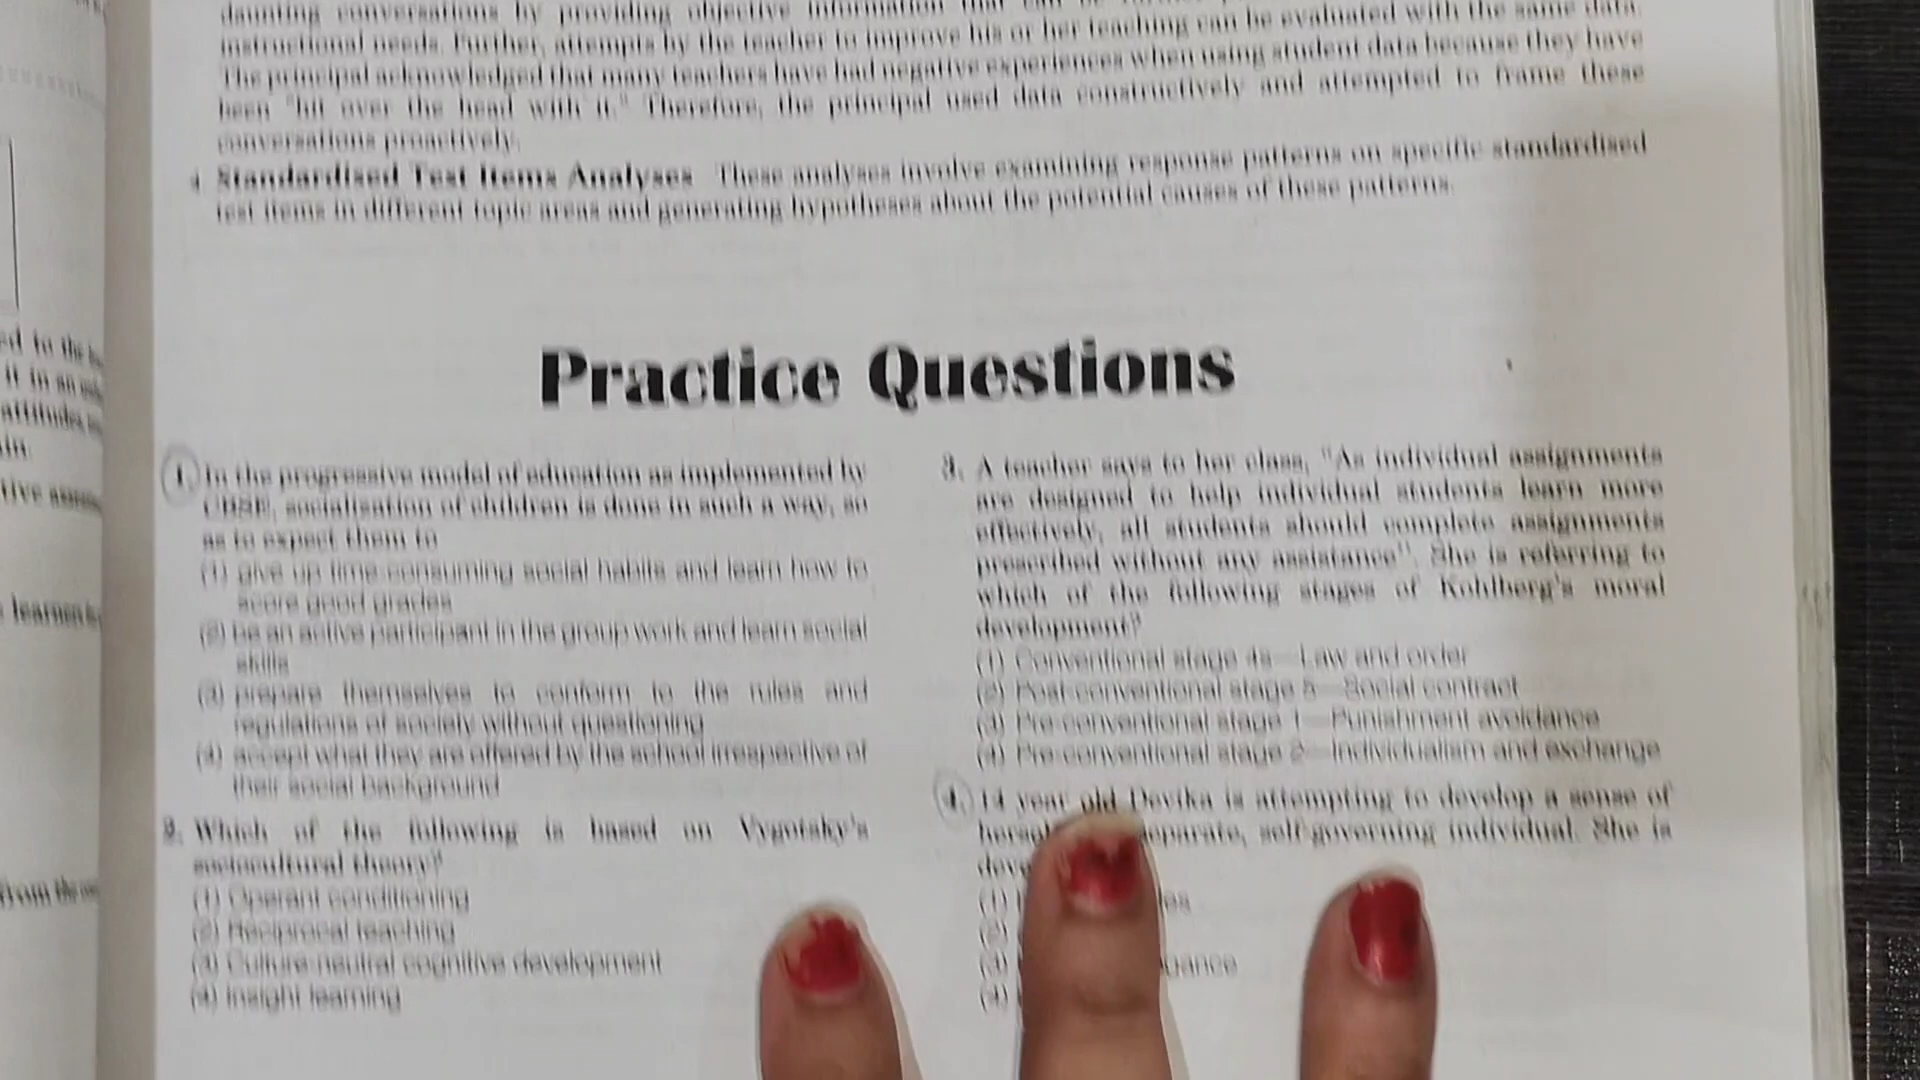 daunting conversations by providing objective information that can be
instructional needs. Further, attempts by the teacher to improve his or her teaching can be evaluated with the same data.
The principal acknowledged that many teachers have had negative experiences when using student data because they have
been "hit over the head with it." Therefore, the principal used data constructively and attempted to frame these
conversations proactively.
4 Standardised Test Items Analyses These analyses involve examining response patterns on specific standardised
test items in different topic areas and generating hypotheses about the potential causes of these patterns.
Practice Questions
1. In the progressive model of education as implemented by
CBSE, socialisation of children is done in such a way, so
as to expect them to
(1) give up time-consuming social habits and learn how to
score good grades
(2) be an active participant in the group work and learn social
skills
(3) prepare themselves to conform to the rules and
regulations of society without questioning
(4) accept what they are offered by the school irrespective of
their social background
2. Which of the following is based on Vygotsky's
sociocultural theory?
(1) Operant conditioning
(2) Reciprocal teaching
(3) Culture-neutral cognitive development
(4) Insight learning
3. A teacher says to her class, "As individual assignments
are designed to help individual students learn more
effectively, all students should complete assignments
prescribed without any assistance". She is referring to
which of the following stages of Kohlberg's moral
development?
(1) Conventional stage 4s—Law and order
(2) Post-conventional stage 5—Social contract
(3) Pre-conventional stage 1—Punishment avoidance
(4) Pre-conventional stage 2—Individualism and exchange
4. 14 year old Devika is attempting to develop a sense of
separate, self-governing individual. She is
(1)
(2)
(3)
(4)
ed to the
it in an
attitudes,
learners
from the